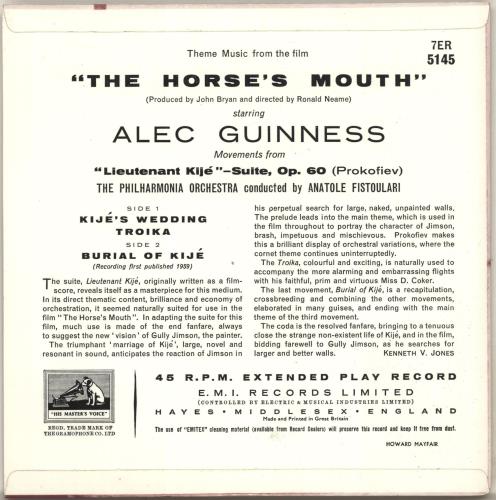 Theme Music from the film
7ER
5145
"THE HORSE'S MOUTH"
(Produced by John Bryan and directed by Ronald Neame)
starring
ALEC GUINNESS
Movements from
"Lieutenant Kijé"–Suite, Op. 60 (Prokofiev)
THE PHILHARMONIA ORCHESTRA conducted by ANATOLE FISTOULARI
SIDE 1
KIJÉ'S WEDDING
TROIKA
SIDE 2
BURIAL OF KIJÉ
(Recording first published 1959)
The suite, Lieutenant Kijé, originally written as a film-
score, reveals itself as a masterpiece for this medium.
In its direct thematic content, brilliance and economy of
orchestration, it seemed naturally suited for use in the
film "The Horse's Mouth". In adapting the suite for this
film, much use is made of the end fanfare, always
to suggest the new 'vision' of Gully Jimson, the painter.
The triumphant 'marriage of Kijé', large, novel and
resonant in sound, anticipates the reaction of Jimson in
his perpetual search for large, naked, unpainted walls,
The prelude leads into the main theme, which is used in
the film throughout to portray the character of Jimson,
brash, impetuous and mischievous. Prokofiev makes
this a brilliant display of orchestral variations, where the
cornet theme continues uninterruptedly.
The Troika, colourful and exciting, is naturally used to
accompany the more alarming and embarrassing flights
with his faithful, prim and virtuous Miss D. Coker.
The last movement, Burial of Kijé, is a recapitulation,
crossbreeding and combining the other movements,
elaborated in many guises, and ending with the main
theme of the third movement.
The coda is the resolved fanfare, bringing to a tenuous
close the strange non-existent life of Kijé, and in the film,
bidding farewell to Gully Jimson, as he searches for
larger and better walls. KENNETH V. JONES
"HIS MASTER'S VOICE"
REGD. TRADE MARK OF
THE GRAMOPHONE CO. LTD
45 R.P.M. EXTENDED PLAY RECORD
E.M.I. RECORDS LIMITED
(CONTROLLED BY ELECTRIC & MUSICAL INDUSTRIES LIMITED)
HAYES • MIDDLESEX • ENGLAND
Made and Printed in Great Britain
The use of "EMITEX" cleaning material (available from Record Dealers) will preserve this record and keep it free from dust.
HOWARD MAYFAIR